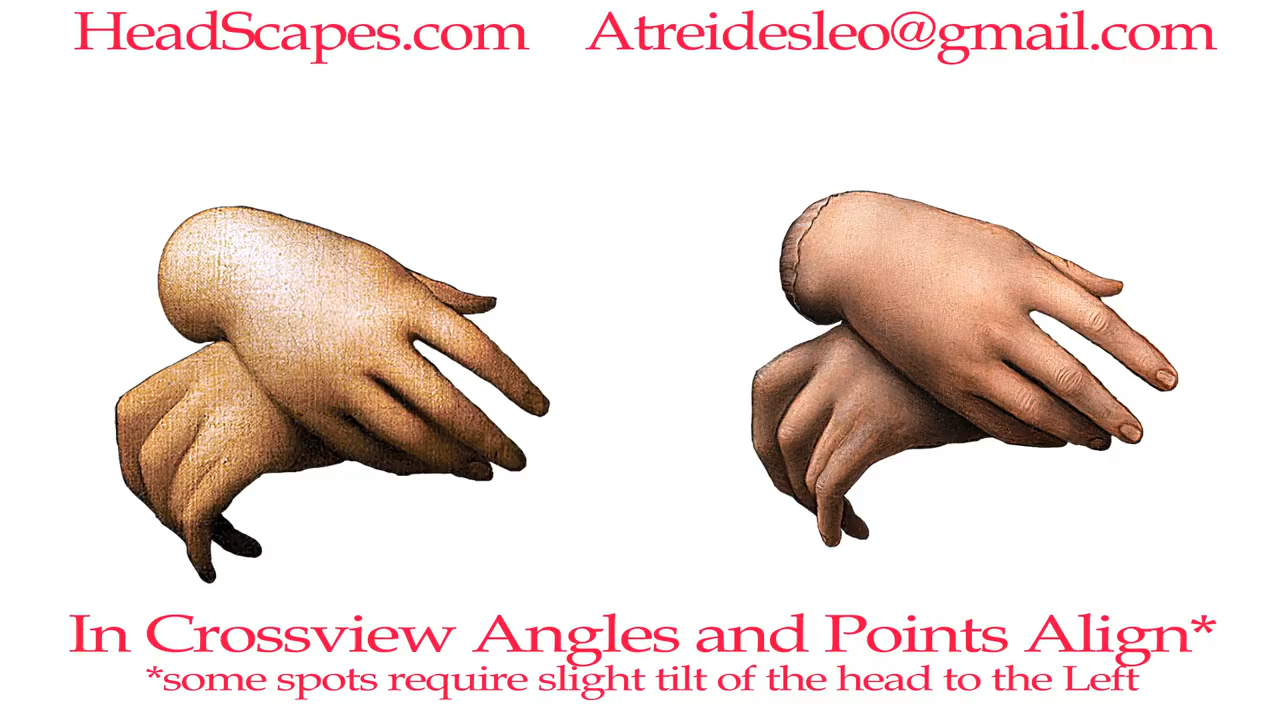 HeadScapes.com Atreidesleo@gmail.com
In Crossview Angles and Points Align*
*some spots require slight tilt of the head to the Left